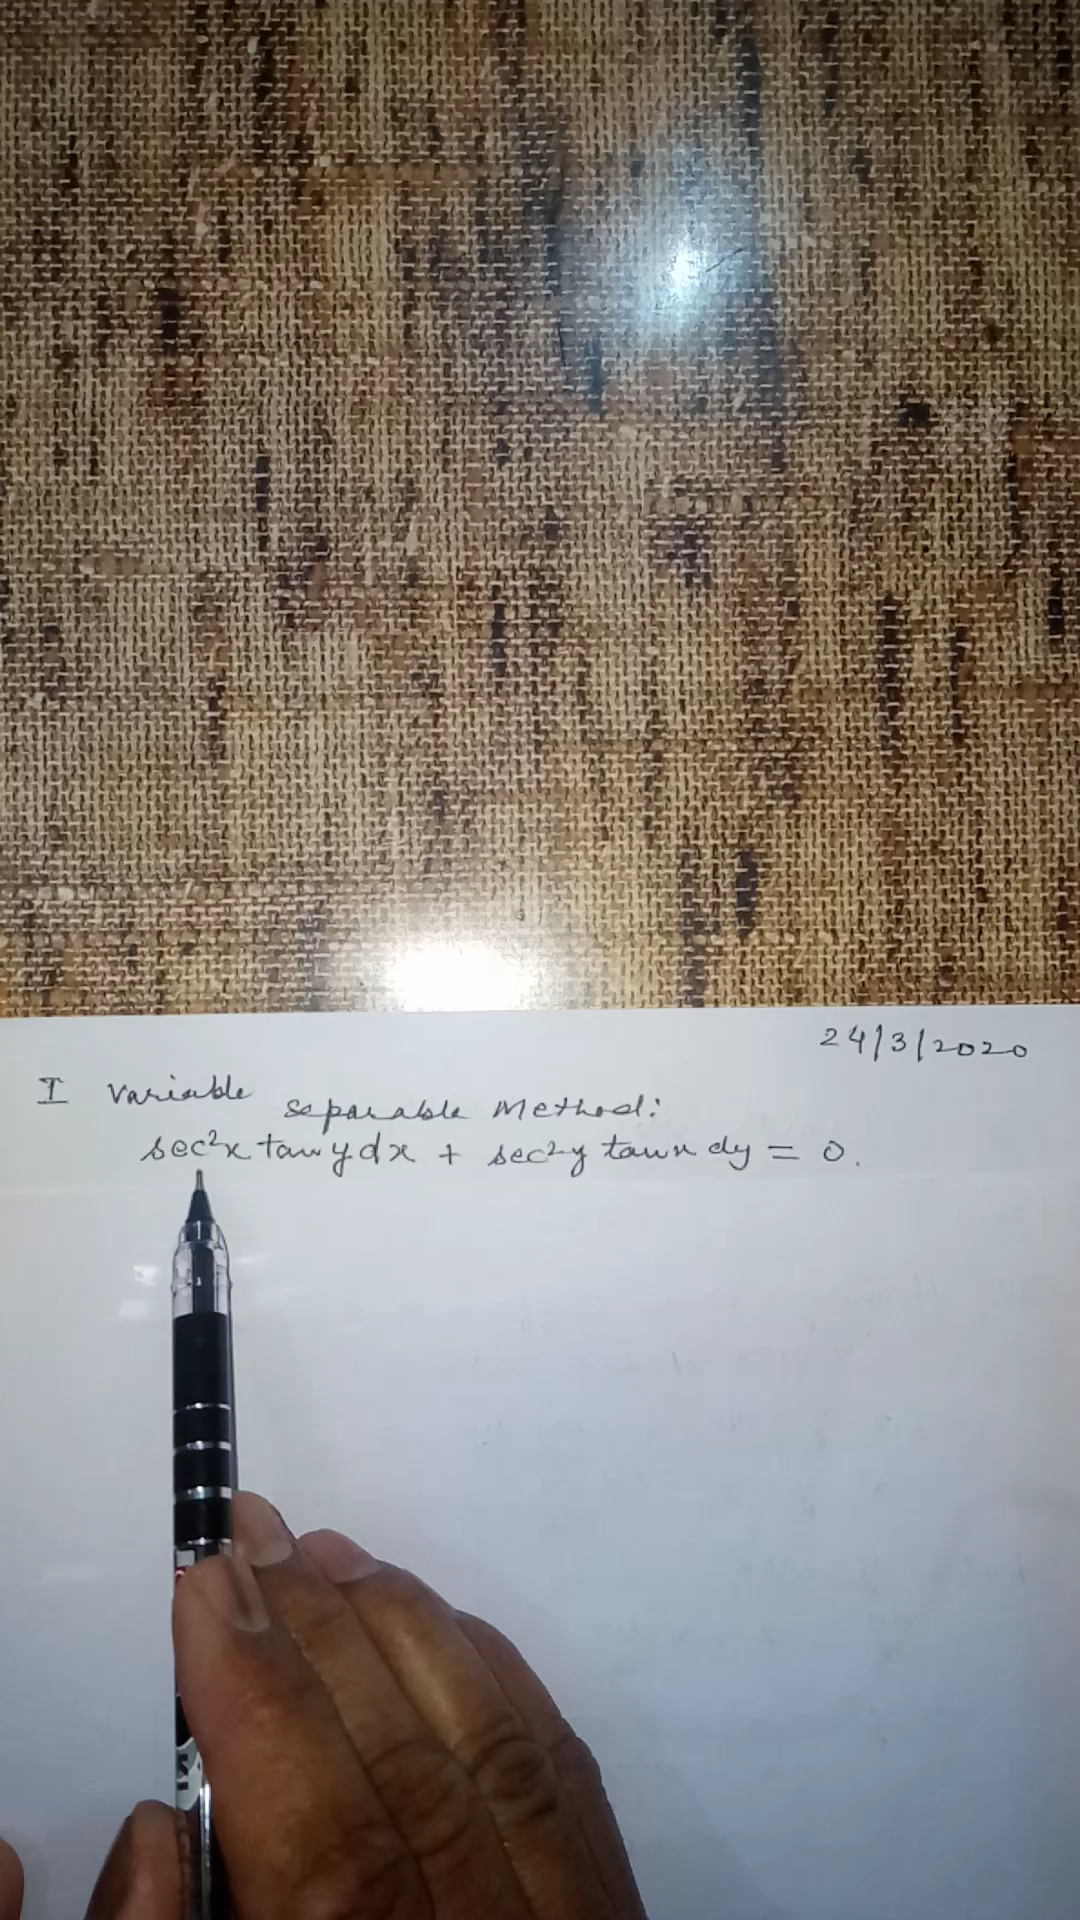 24/3/2020
I variable separable Method:
sec²x tan y dx + sec²y tan x dy = 0.